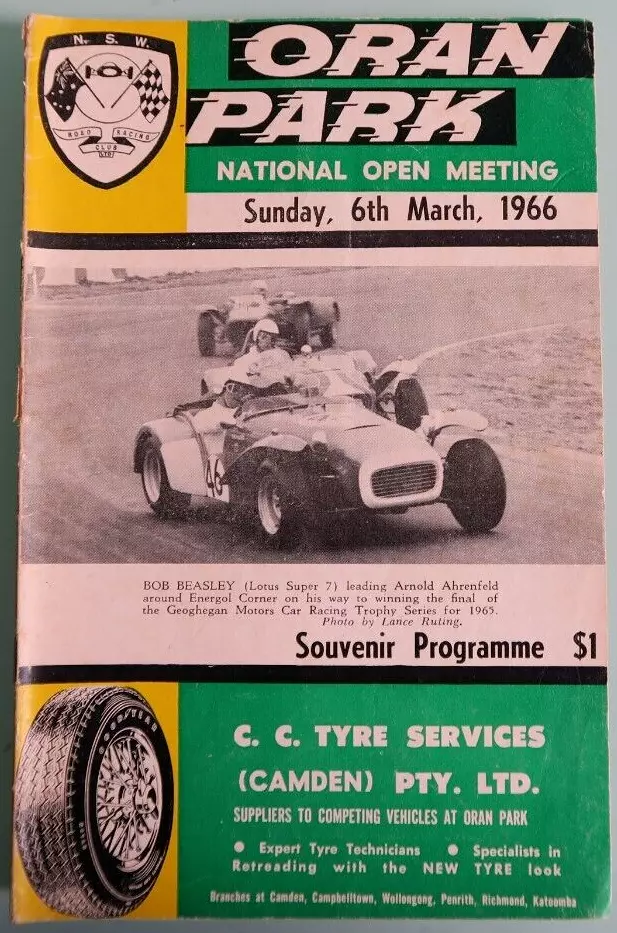 N. S. W.
ROAD RACING
CLUB
LTD
ORAN
PARK
NATIONAL OPEN MEETING
Sunday, 6th March, 1966
46
BOB BEASLEY (Lotus Super 7) leading Arnold Ahrenfeld
around Energol Corner on his way to winning the final of
the Geoghegan Motors Car Racing Trophy Series for 1965.
Photo by Lance Ruting.
Souvenir Programme $1
GOODYEAR
C. C. TYRE SERVICES
(CAMDEN) PTY. LTD.
SUPPLIERS TO COMPETING VEHICLES AT ORAN PARK
● Expert Tyre Technicians ● Specialists in
Retreading with the NEW TYRE look
Branches at Camden, Campbelltown, Wollongong, Penrith, Richmond, Katoomba